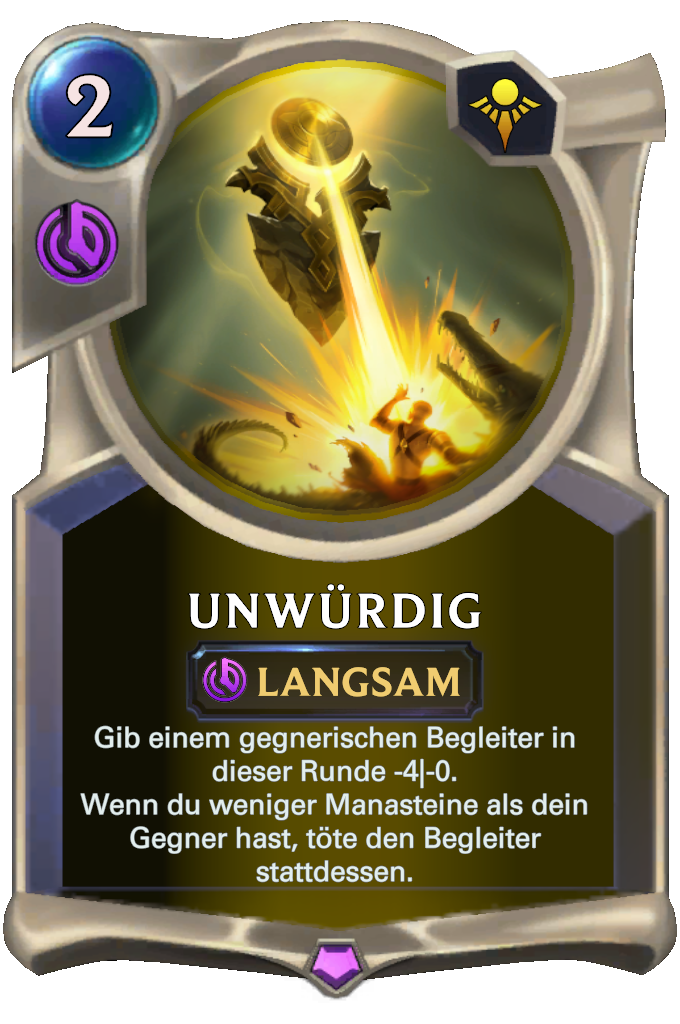 2
UNWÜRDIG
LANGSAM
Gib einem gegnerischen Begleiter in
dieser Runde -4|-0.
Wenn du weniger Manasteine als dein
Gegner hast, töte den Begleiter
stattdessen.